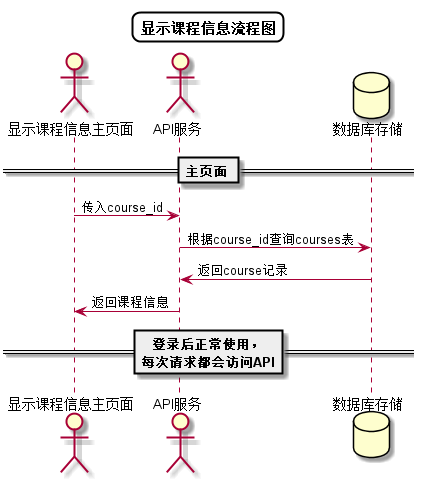 显示课程信息流程图
显示课程信息主页面
API服务
数据库存储
主页面
传入course_id
根据course_id查询courses表
返回course记录
返回课程信息
登录后正常使用，
每次请求都会访问API
显示课程信息主页面
API服务
数据库存储